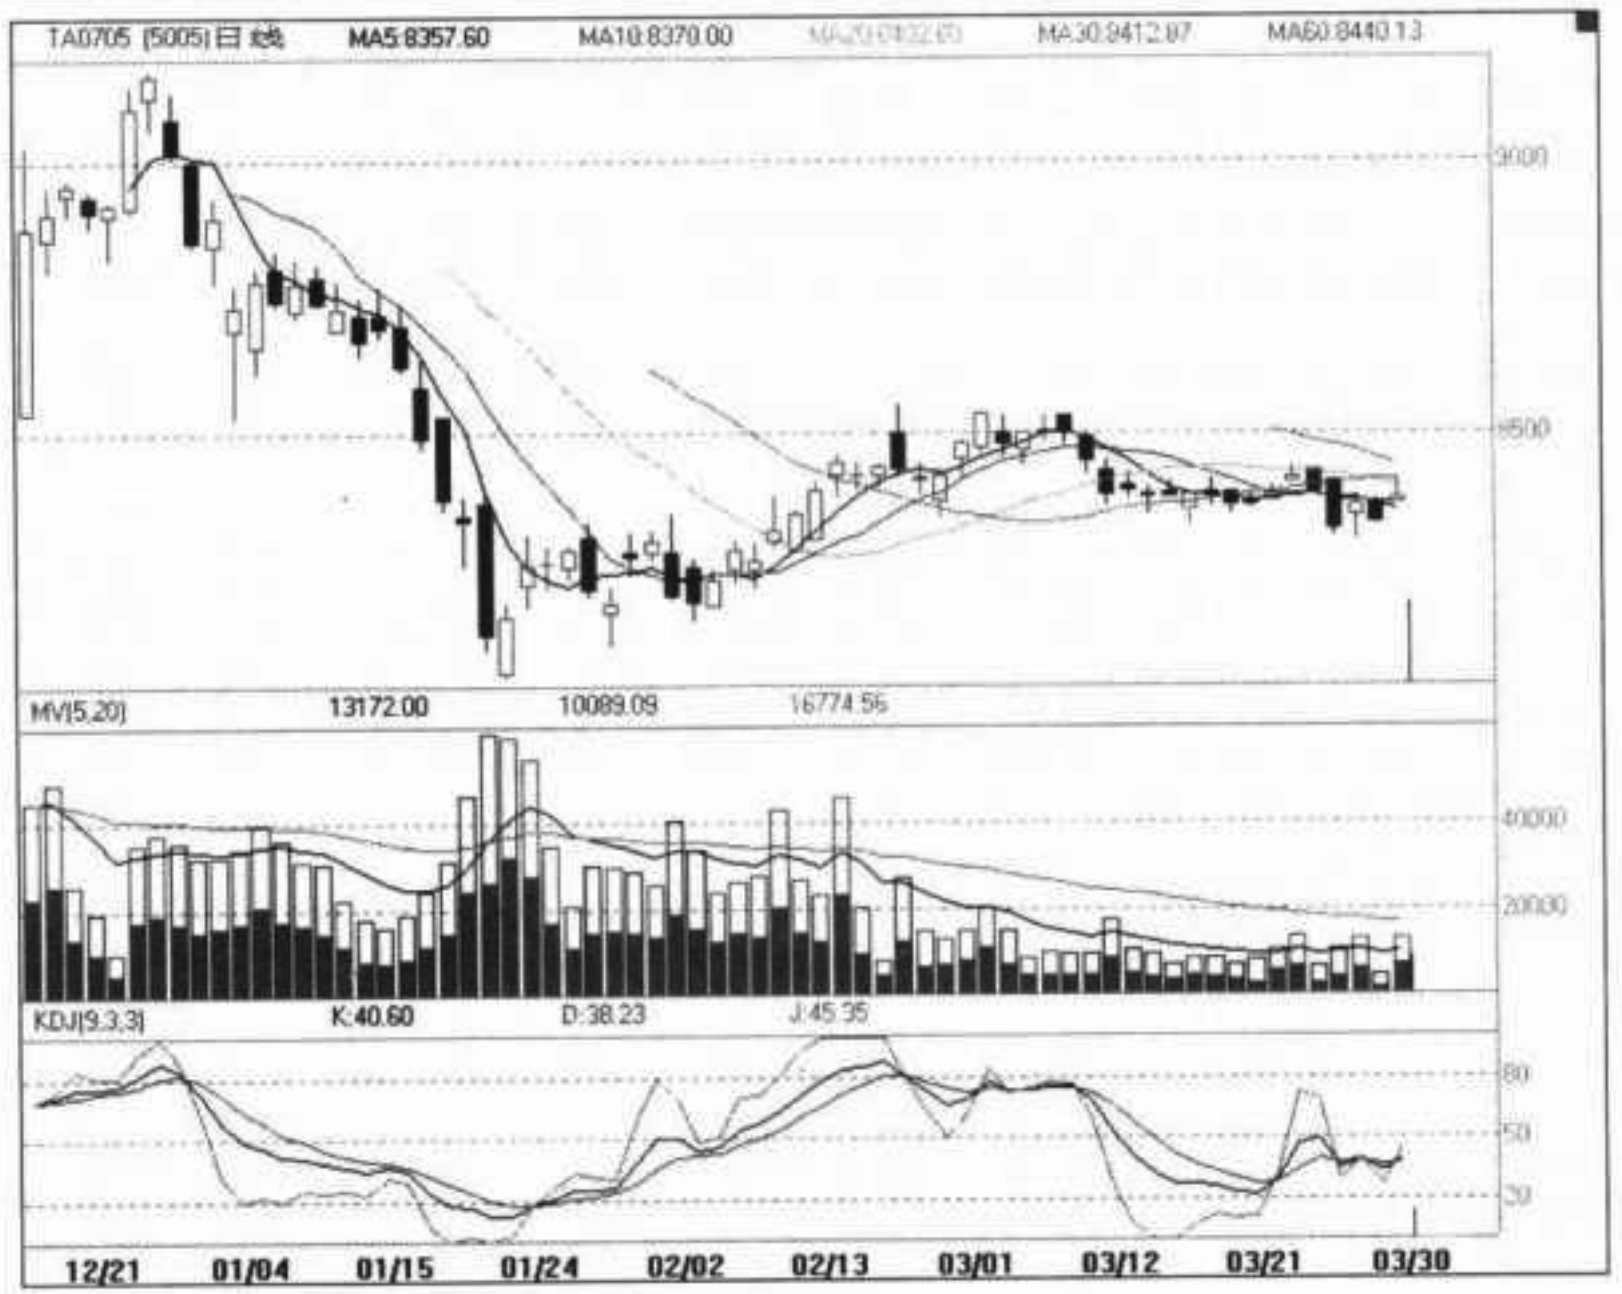 TA0705 (5005) 日 线 MA5:8357.60 MA10:8370.00 MA30:8412.87 MA60:8440.13
9000
8500
MV(5,20) 13172.00 10089.09 16774.56
40000
20000
KDJ(9,3,3) K:40.60 D:38.23 J:45.35
80
50
20
12/21 01/04 01/15 01/24 02/02 02/13 03/01 03/12 03/21 03/30